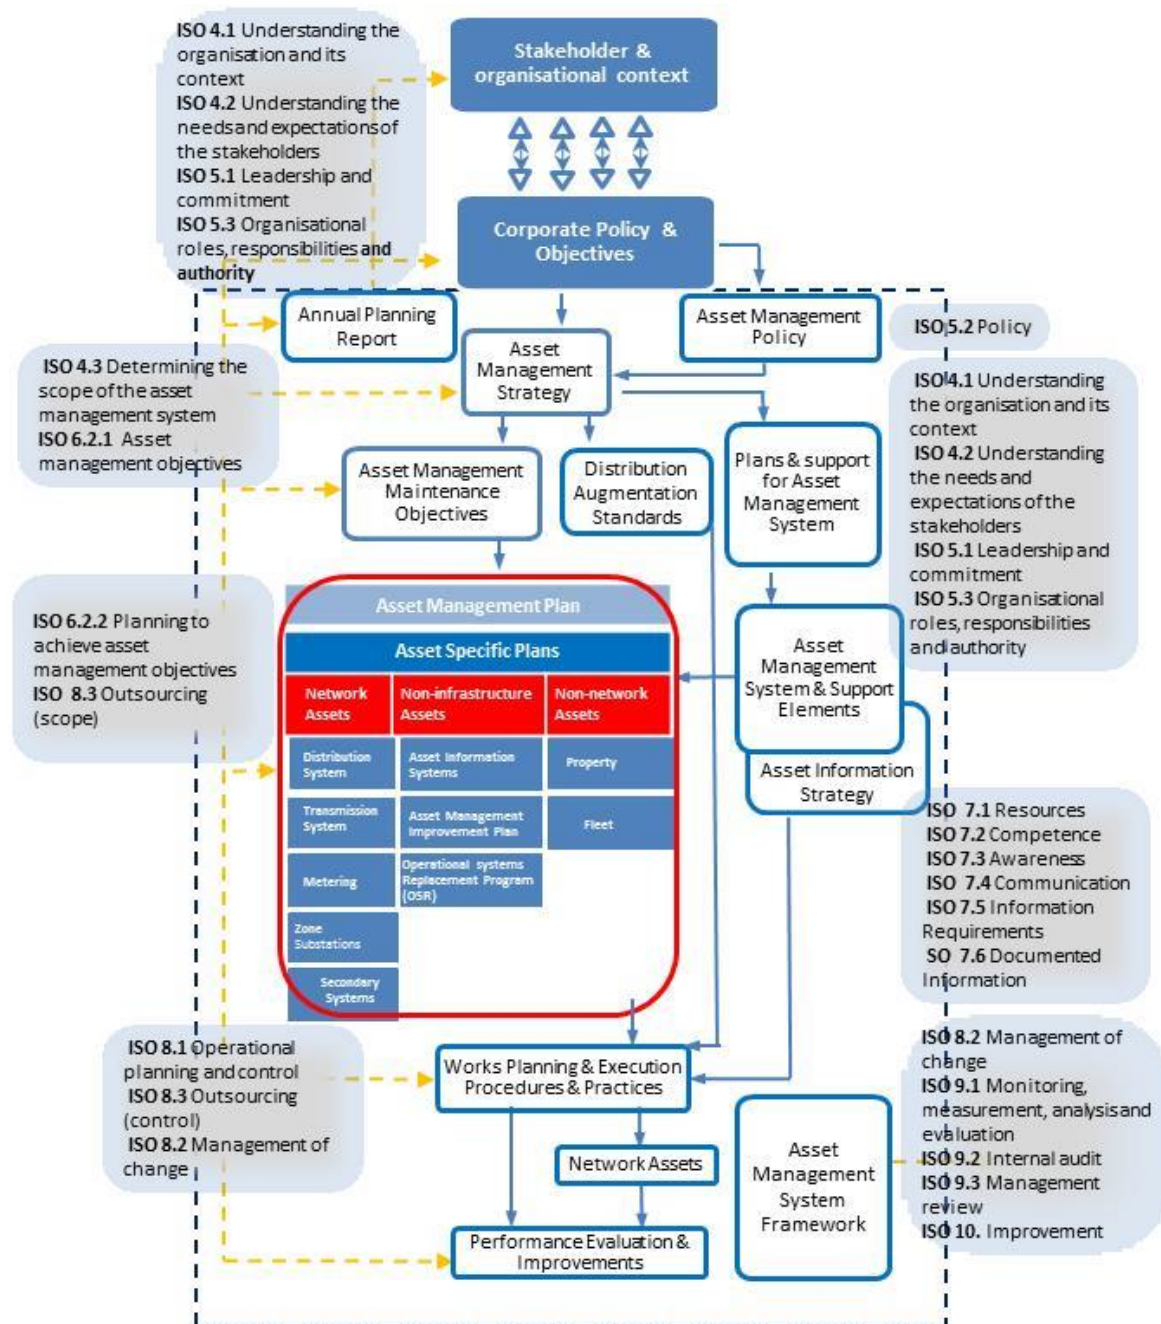 ISO 4.1 Understanding the
organisation and its
context
ISO 4.2 Understanding the
needs and expectations of
the stakeholders
ISO 5.1 Leadership and
commitment
ISO 5.3 Organisational
roles, responsibilities and
authority
Stakeholder &
organisational context
Corporate Policy &
Objectives
Annual Planning
Report
Asset Management
Policy
ISO 5.2 Policy
Asset
Management
Strategy
ISO 4.3 Determining the
scope of the asset
management system
ISO 6.2.1 Asset
management objectives
ISO 4.1 Understanding
the organisation and its
context
ISO 4.2 Understanding
the needs and
expectations of the
stakeholders
ISO 5.1 Leadership and
commitment
ISO 5.3 Organisational
roles, responsibilities
and authority
Asset Management
Maintenance
Objectives
Distribution
Augmentation
Standards
Plans & support
for Asset
Management
System
ISO 6.2.2 Planning to
achieve asset
management objectives
ISO 8.3 Outsourcing
(scope)
Asset Management Plan
Asset Specific Plans
Network
Assets
Non-infrastructure
Assets
Non-network
Assets
Distribution
System
Asset Information
Systems
Property
Transmission
System
Asset Management
Improvement Plan
Fleet
Metering
Operational systems
Replacement Program
(OSR)
Zone
Substations
Secondary
Systems
Asset
Management
System & Support
Elements
Asset Information
Strategy
ISO 7.1 Resources
ISO 7.2 Competence
ISO 7.3 Awareness
ISO 7.4 Communication
ISO 7.5 Information
Requirements
SO 7.6 Documented
Information
ISO 8.1 Operational
planning and control
ISO 8.3 Outsourcing
(control)
ISO 8.2 Management of
change
Works Planning & Execution
Procedures & Practices
Network Assets
Performance Evaluation &
Improvements
Asset
Management
System
Framework
ISO 8.2 Management of
change
ISO 9.1 Monitoring,
measurement, analysis and
evaluation
ISO 9.2 Internal audit
ISO 9.3 Management
review
ISO 10. Improvement